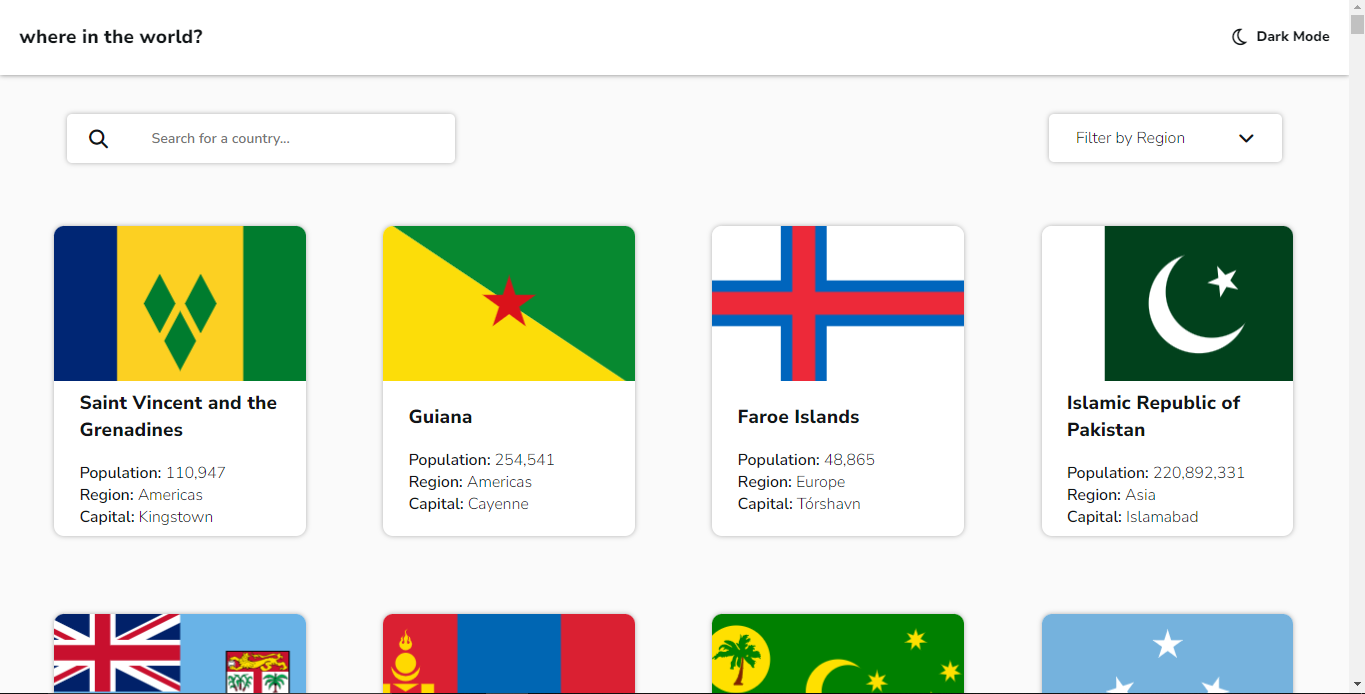 where in the world?
Dark Mode
Search for a country...
Filter by Region
Saint Vincent and the
Grenadines
Population: 110,947
Region: Americas
Capital: Kingstown
Guiana
Population: 254,541
Region: Americas
Capital: Cayenne
Faroe Islands
Population: 48,865
Region: Europe
Capital: Tórshavn
Islamic Republic of
Pakistan
Population: 220,892,331
Region: Asia
Capital: Islamabad